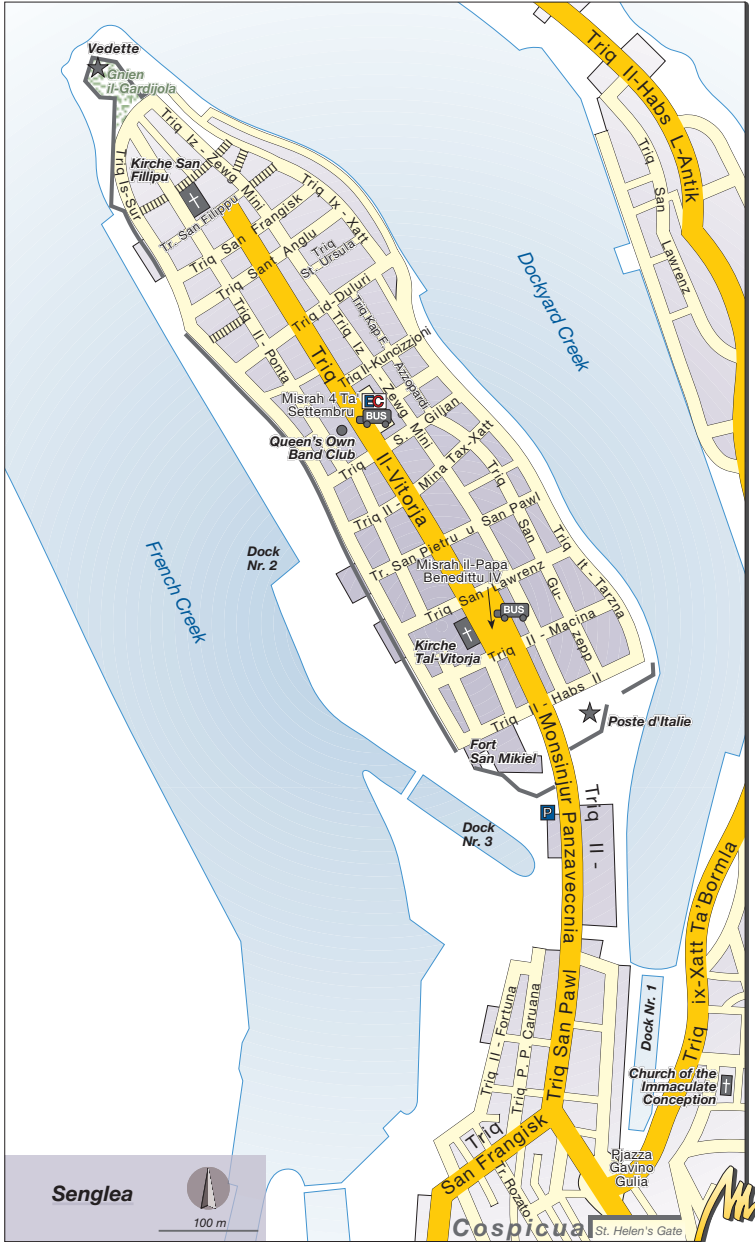 Vedette
Gnien
il-Gardijola
Triq Il-Habs L-Antik
Triq Iz - Zewg Mini
Kirche San
Fillipu
Triq Is-Sur
Triq Ix - Xatt
Tr. San Filippu
Triq San Frangisk
Triq Sant Anglu
Triq
St. Ursula
Triq San Lawrenz
Dockyard Creek
Triq id-Duluri
Triq Il- Ponta
Triq Kap. F. Azzopardi
Triq Iz - Zewg Mini
Triq Il-Kuncizzjoni
Misrah 4 Ta'
Settembru
EC
BUS
Queen's Own
Band Club
Triq S. Giljan
Triq Il-Vitorja
Triq Il - Mina Tax-Xatt
Triq San Gu-zepp
Tr. San Pietru u San Pawl
Triq It - Tarzna
Misrah il-Papa
Benedittu IV.
Triq San Lawrenz
BUS
Kirche
Tal-Vitorja
Triq Il - Macina
Triq Il - Habs Il
French Creek
Dock
Nr. 2
Poste d'Italie
Fort
San Mikiel
Triq Il -
Monsinjur Panzaveccnia
P
Dock
Nr. 3
Triq San Pawl
Triq ix-Xatt Ta'Bormla
Triq Il - Fortuna
Triq P. P. Caruana
Dock Nr. 1
Church of the
Immaculate
Conception
Triq
San Frangisk
Tr. Rozato
Pjazza
Gavino
Gulia
Senglea
100 m
Cospicua
St. Helen's Gate